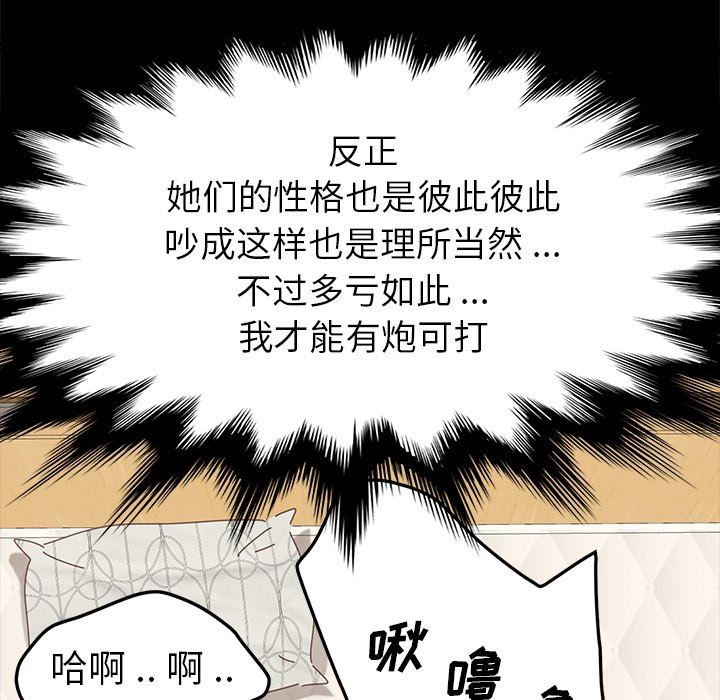 反正
她们的性格也是彼此彼此
吵成这样也是理所当然...
不过多亏如此...
我才能有炮可打
啾
噜
哈啊..啊..